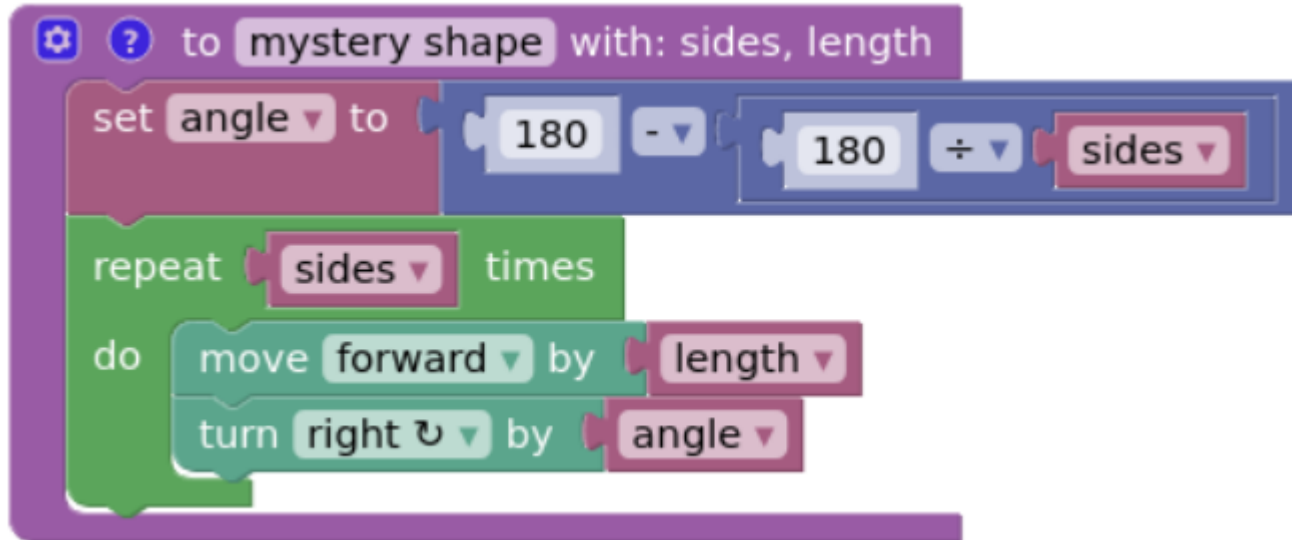 ? to mystery shape with: sides, length
set angle ▾ to 180 - ▾ 180 ÷ ▾ sides ▾
repeat sides ▾ times
do move forward ▾ by length ▾
turn right ↻ ▾ by angle ▾